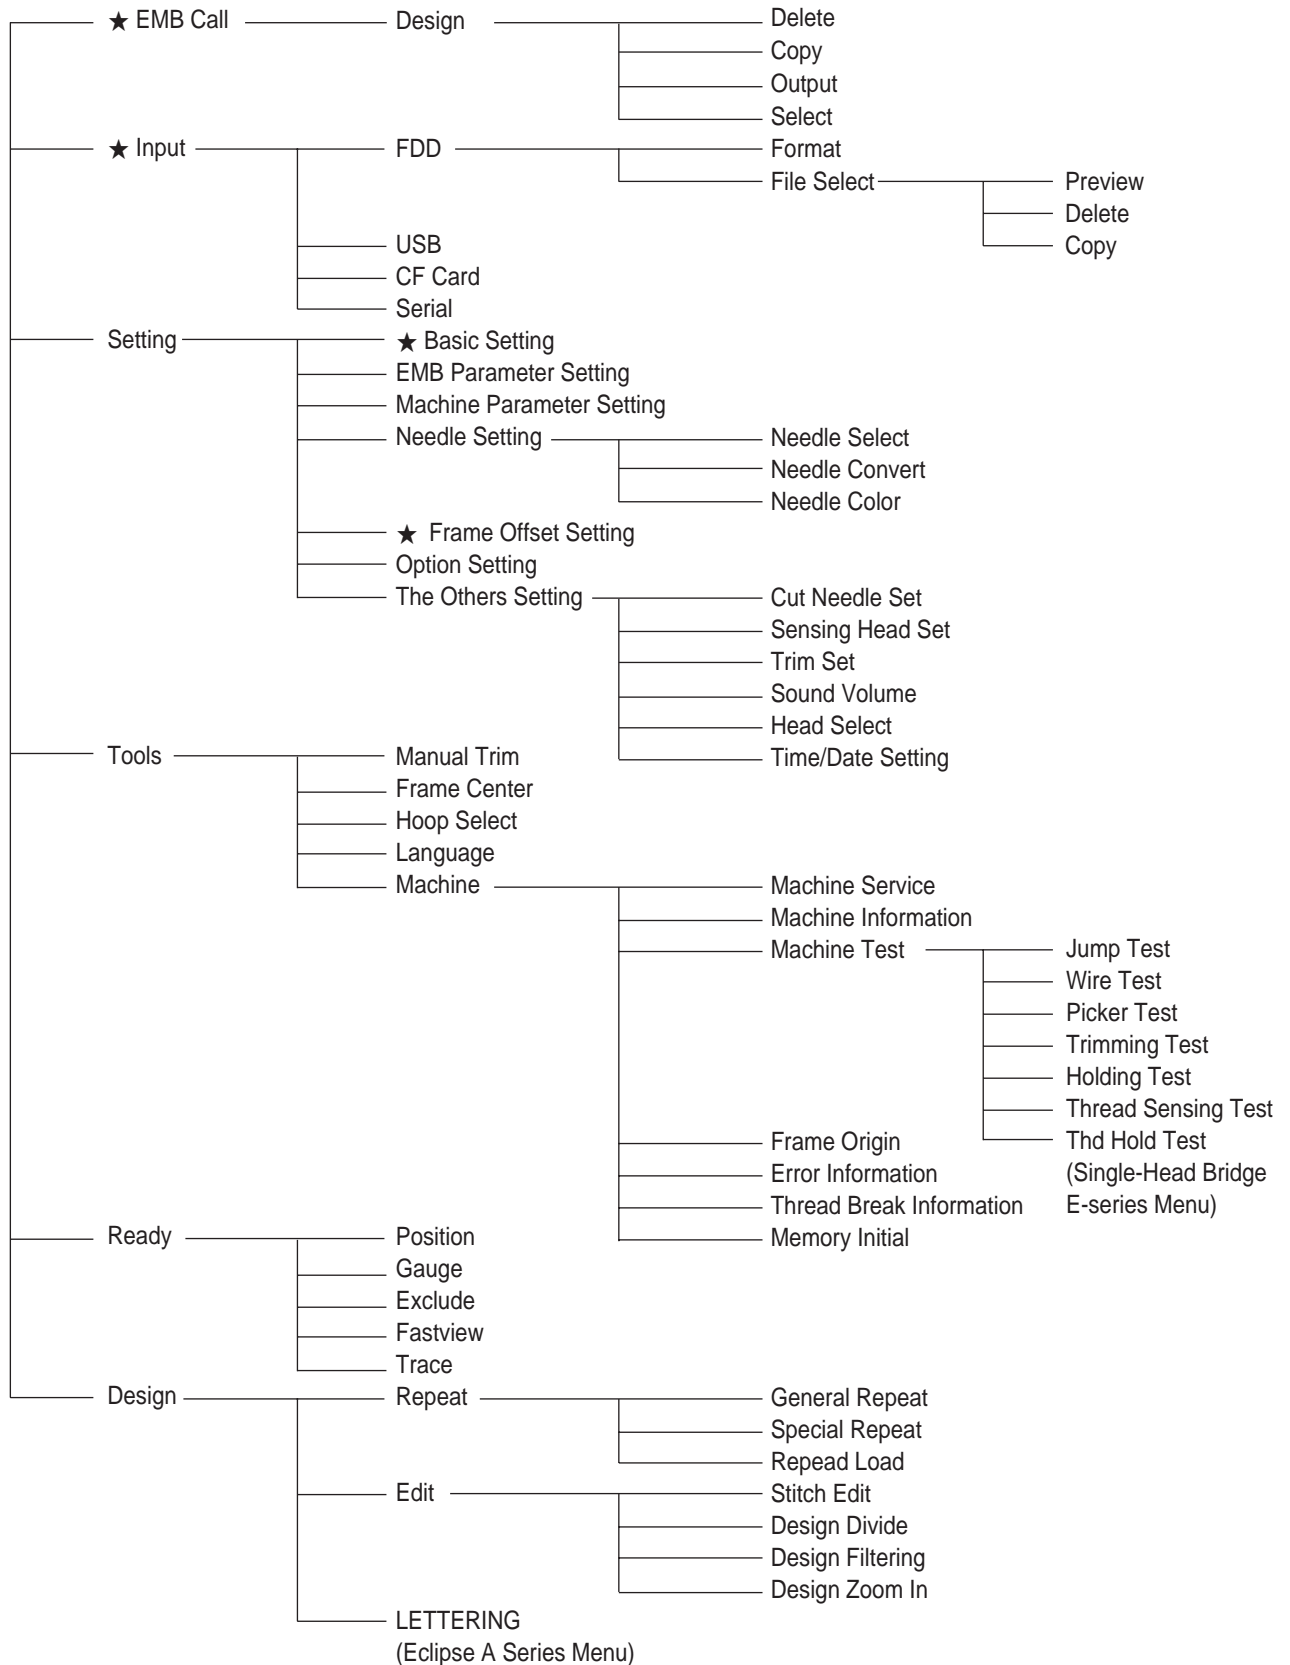 ★ EMB Call Design Delete
Copy
Output
Select
★ Input FDD Format
File Select Preview
Delete
USB Copy
CF Card
Serial
Setting ★ Basic Setting
EMB Parameter Setting
Machine Parameter Setting
Needle Setting Needle Select
Needle Convert
Needle Color
★ Frame Offset Setting
Option Setting
The Others Setting Cut Needle Set
Sensing Head Set
Trim Set
Sound Volume
Head Select
Tools Manual Trim Time/Date Setting
Frame Center
Hoop Select
Language
Machine Machine Service
Machine Information
Machine Test Jump Test
Wire Test
Picker Test
Trimming Test
Holding Test
Thread Sensing Test
Frame Origin Thd Hold Test
Error Information (Single-Head Bridge
Thread Break Information E-series Menu)
Ready Position Memory Initial
Gauge
Exclude
Fastview
Trace
Design Repeat General Repeat
Special Repeat
Repead Load
Edit Stitch Edit
Design Divide
Design Filtering
Design Zoom In
LETTERING
(Eclipse A Series Menu)